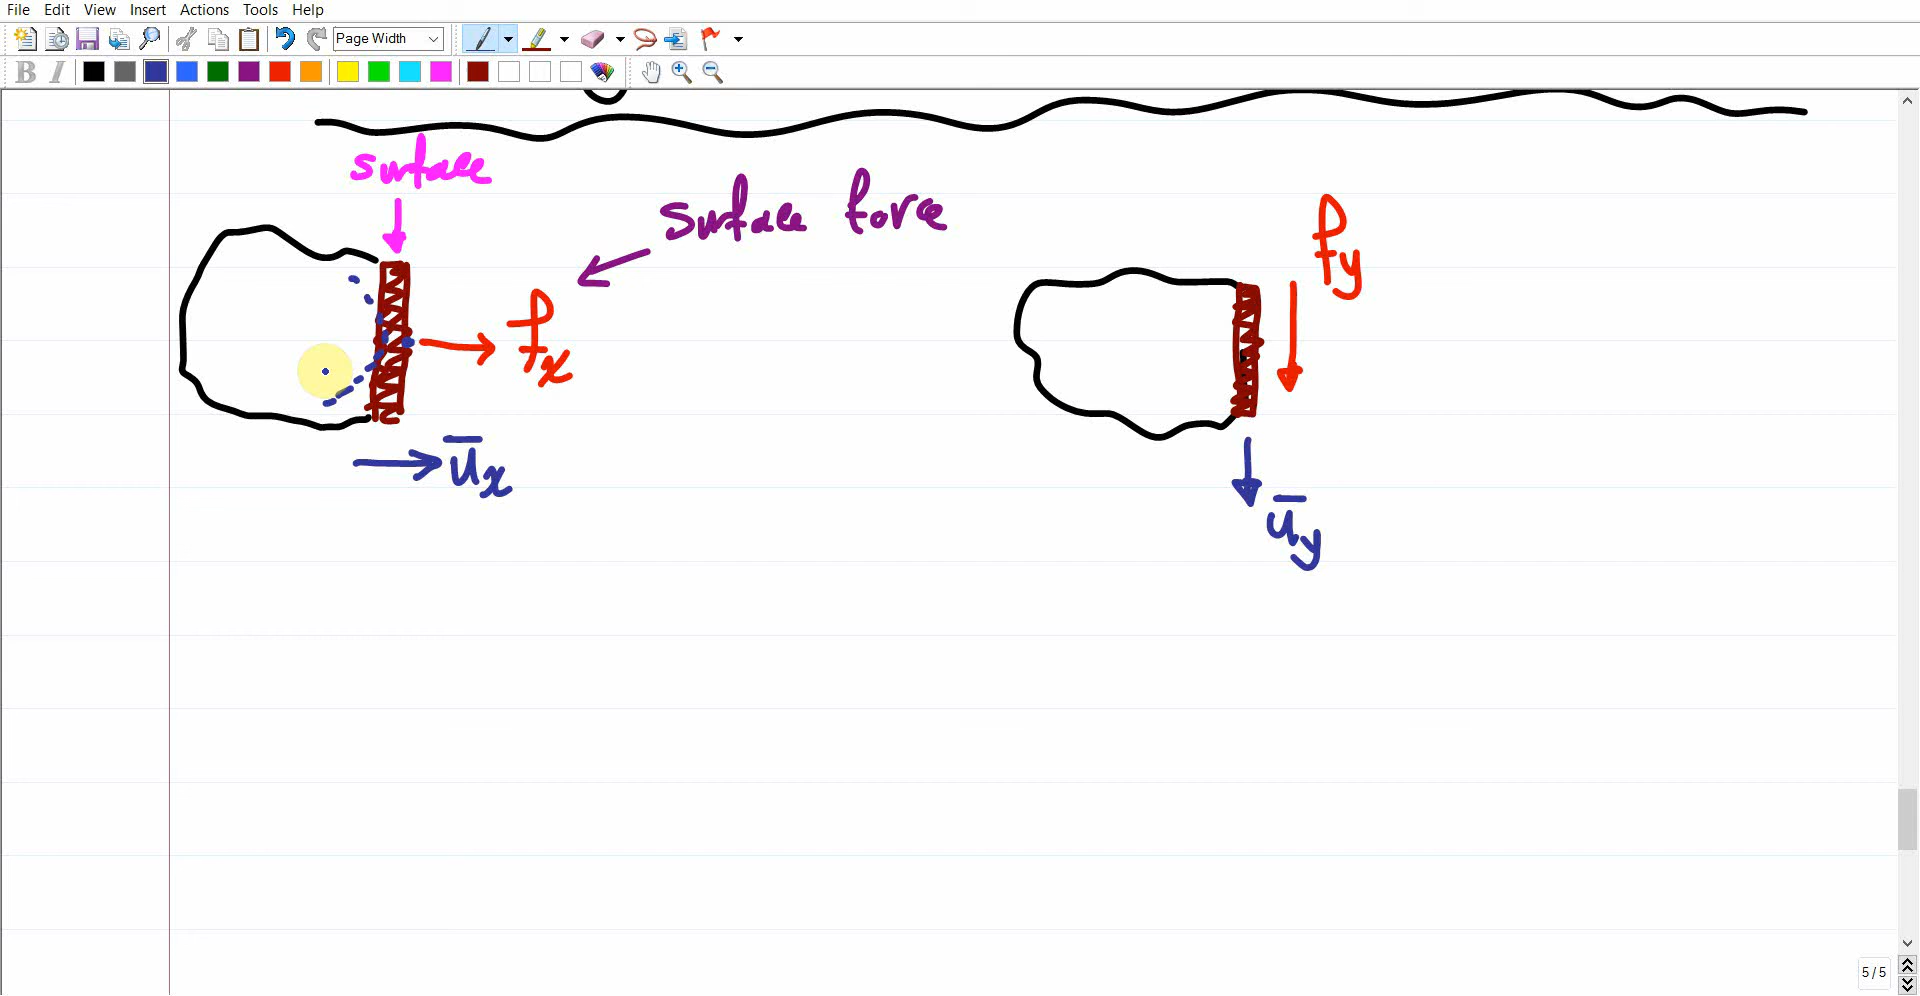 File Edit View Insert Actions Tools Help
Page Width
B I
surface
surface force
fx
fy
ūx
ūy
5 / 5